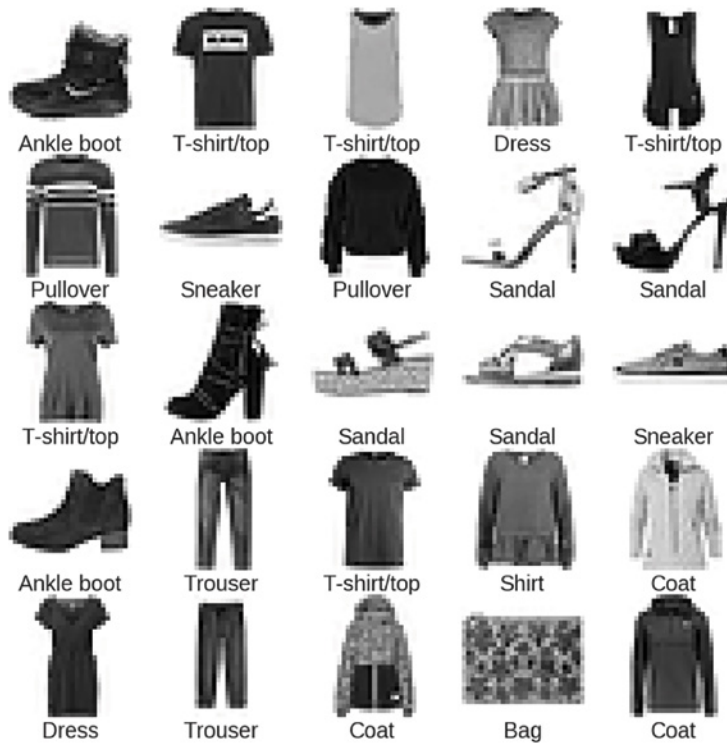 Ankle boot T-shirt/top T-shirt/top Dress T-shirt/top
Pullover Sneaker Pullover Sandal Sandal
T-shirt/top Ankle boot Sandal Sandal Sneaker
Ankle boot Trouser T-shirt/top Shirt Coat
Dress Trouser Coat Bag Coat